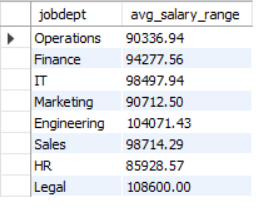 jobdept avg_salary_range
Operations 90336.94
Finance 94277.56
IT 98497.94
Marketing 90712.50
Engineering 104071.43
Sales 98714.29
HR 85928.57
Legal 108600.00